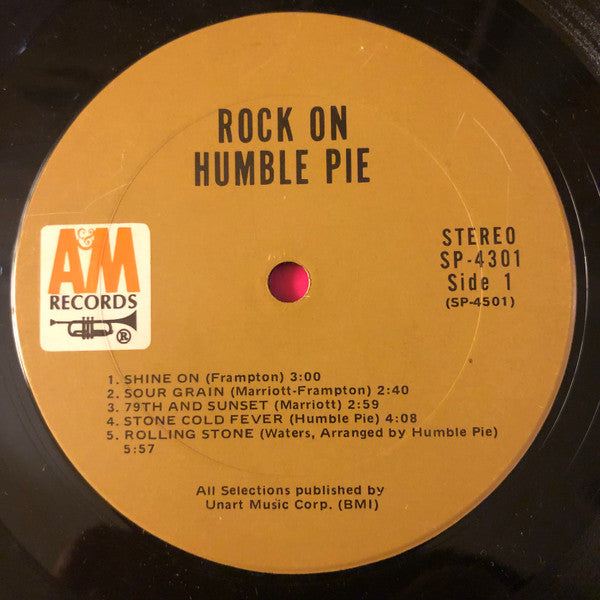 ROCK ON
HUMBLE PIE
A&M
RECORDS
®
STEREO
SP-4301
Side 1
(SP-4501)
1. SHINE ON (Frampton) 3:00
2. SOUR GRAIN (Marriott-Frampton) 2:40
3. 79TH AND SUNSET (Marriott) 2:59
4. STONE COLD FEVER (Humble Pie) 4:08
5. ROLLING STONE (Waters, Arranged by Humble Pie)
5:57
All Selections published by
Unart Music Corp. (BMI)